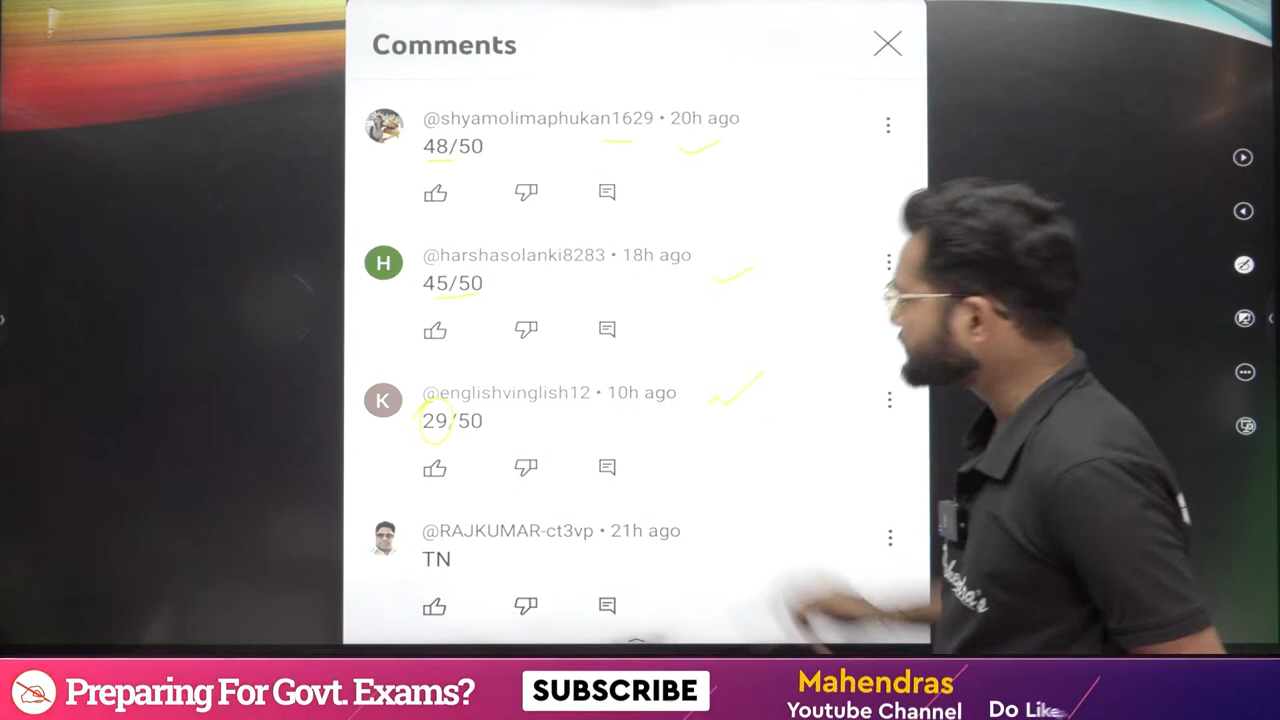 Comments
@shyamolimaphukan1629 • 20h ago
48/50
H
@harshasolanki8283 • 18h ago
45/50
K
@englishvinglish12 • 10h ago
29/50
@RAJKUMAR-ct3vp • 21h ago
TN
Mahendra's
Preparing For Govt. Exams?
SUBSCRIBE
Mahendras
Youtube Channel
Do Like